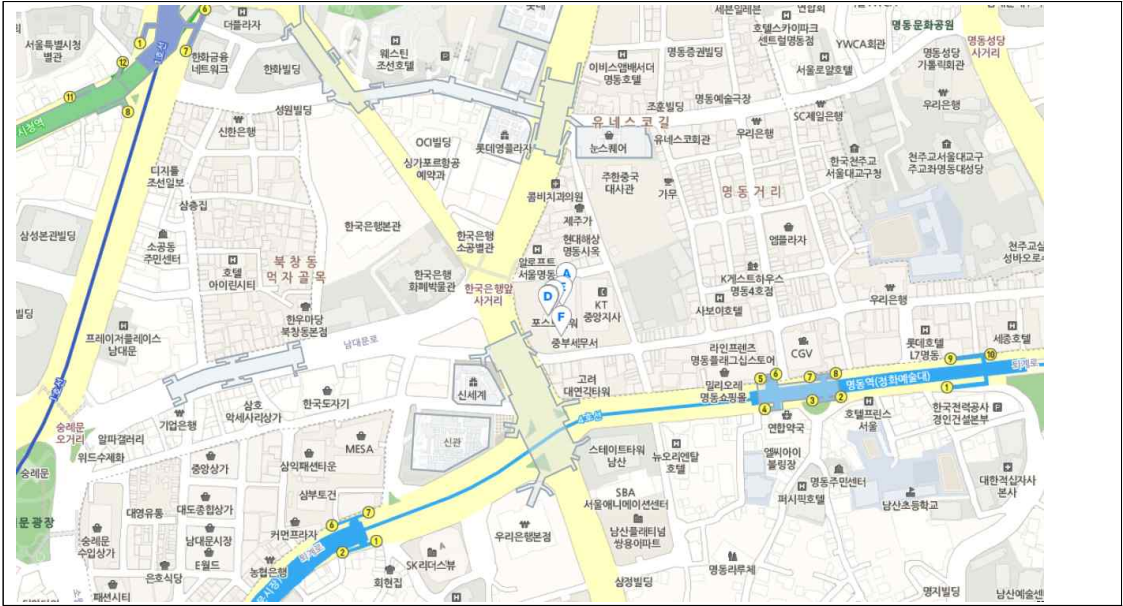 서울특별시청
별관
더플라자
한화금융
네트워크
한화빌딩
웨스틴
조선호텔
P
이비스앰배서더
명동호텔
명동증권빌딩
세븐일레븐
호텔스카이파크
센트럴명동점
YWCA회관
명동문화공원
명동성당
가톨릭회관
명동성당
사거리
서울로얄호텔
우리은행
1호선
시청역
성원빌딩
신한은행
OCI빌딩
싱가포르항공
예약과
롯데영플라자
조흥빌딩
명동예술극장
유네스코길
눈스퀘어
유네스코회관
우리은행
SC제일은행
한국천주교
서울대교구청
천주교서울대교구
주교좌명동대성당
디지틀
조선일보
삼층집
주한중국
대사관
가무
명동거리
콤비치과의원
제주가
현대해상
명동사옥
엠플라자
삼성본관빌딩
소공동
주민센터
북창동
먹자골목
호텔
아이린시티
한국은행본관
한국은행
소공별관
한국은행
화폐박물관
한국은행앞
사거리
알로프트
서울명동
A
D
F
KT
중앙지사
중부세무서
K게스트하우스
명동4호점
사보이호텔
우리은행
빌딩
프레이저플레이스
남대문
한우마당
북창동본점
남대문로
라인프렌즈
명동플래그십스토어
CGV
롯데호텔
L7명동
세종호텔
밀리오레
명동쇼핑몰
명동역(정화예술대)
퇴계로
1호선
신세계
고려
대연각타워
4호선
숭례문
오거리
알파갤러리
위드수제화
기업은행
삼호
악세사리상가
한국도자기
신관
연합약국
호텔프린스
서울
한국전력공사
경인건설본부
P
숭례문
중앙상가
삼익패션타운
MESA
스테이트타워
남산
뉴오리엔탈
호텔
엘씨아이
볼링장
명동주민센터
퍼시픽호텔
남산초등학교
대한적십자사
본사
삼부토건
대영유통
대도종합상가
커먼프라자
SBA
서울애니메이션센터
숭례문
수입상가
남대문시장
E월드
우리은행본점
남산플래티넘
쌍용아파트
은호식당
농협은행
퇴계로
회현집
SK리더스뷰
삼정빌딩
명동라루체
명지빌딩
패션시티